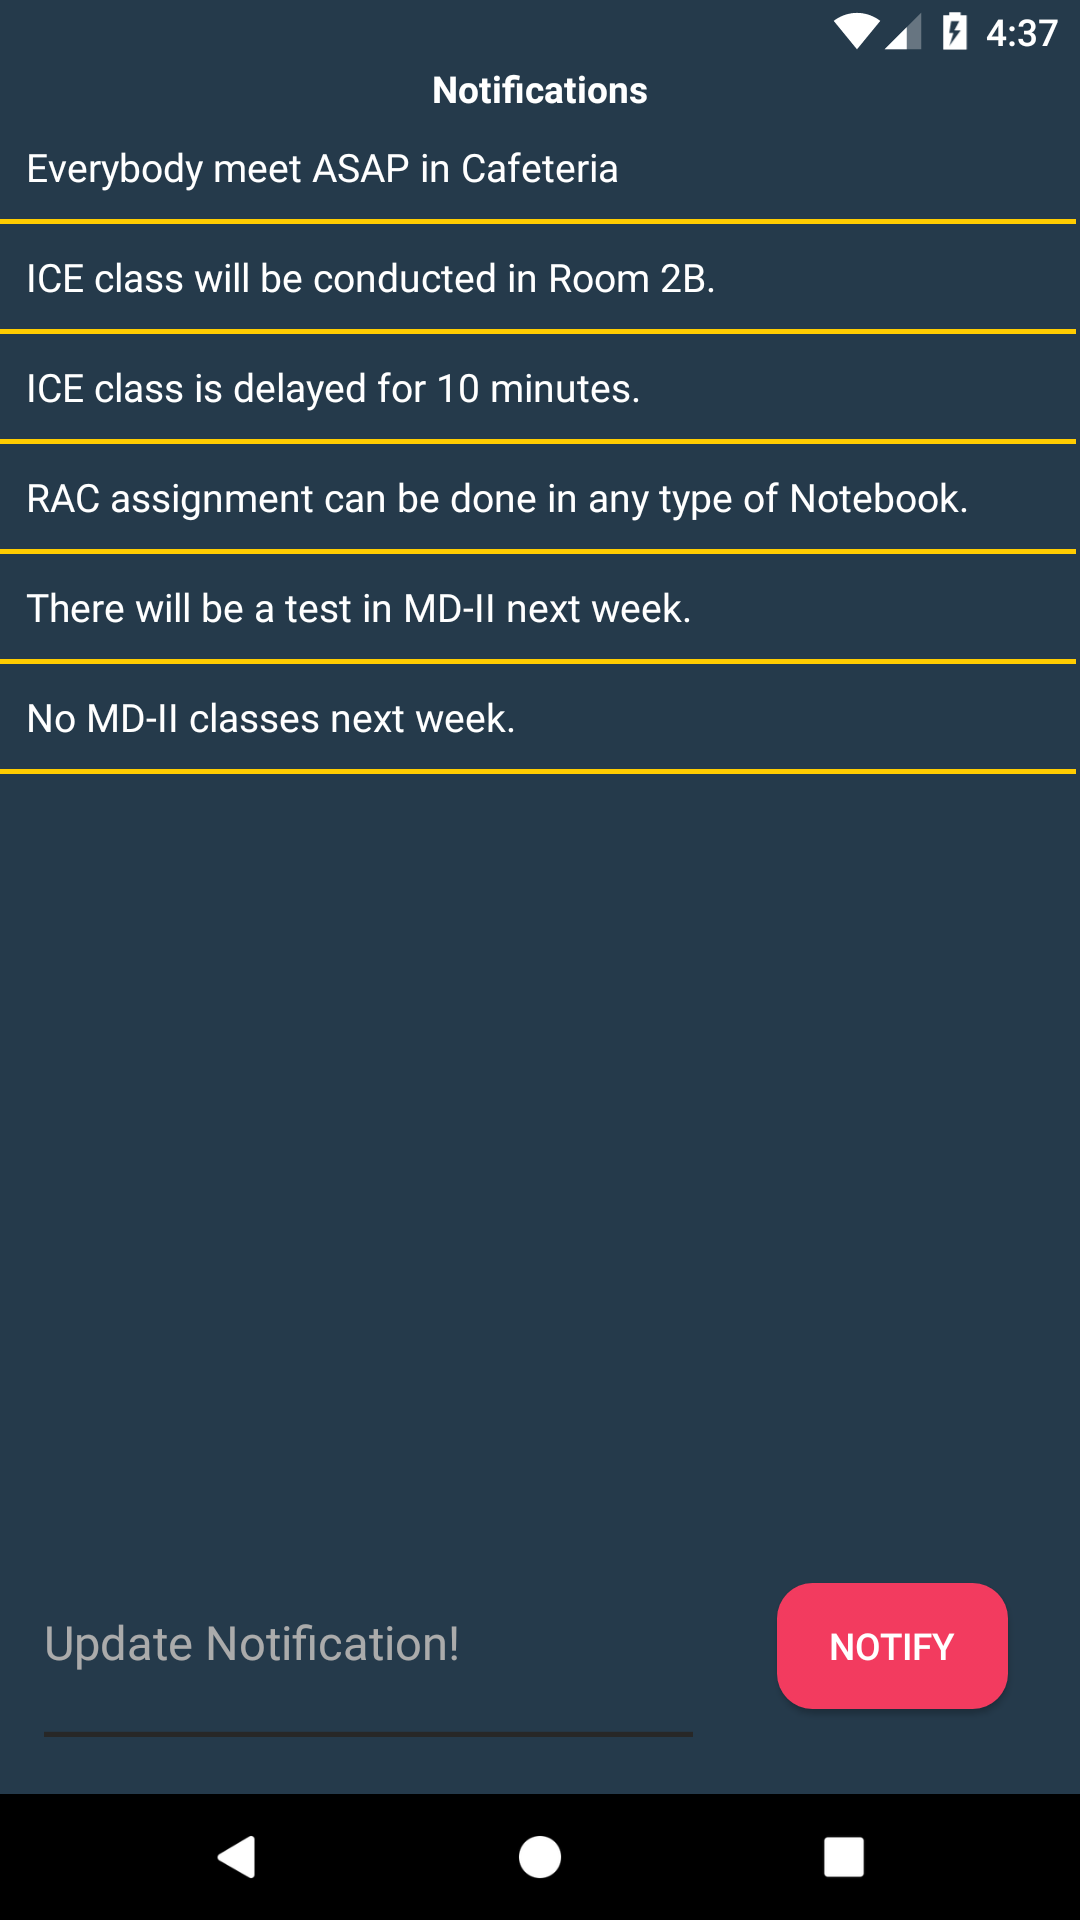 4:37
Notifications
Everybody meet ASAP in Cafeteria
ICE class will be conducted in Room 2B.
ICE class is delayed for 10 minutes.
RAC assignment can be done in any type of Notebook.
There will be a test in MD-II next week.
No MD-II classes next week.
Update Notification!
NOTIFY